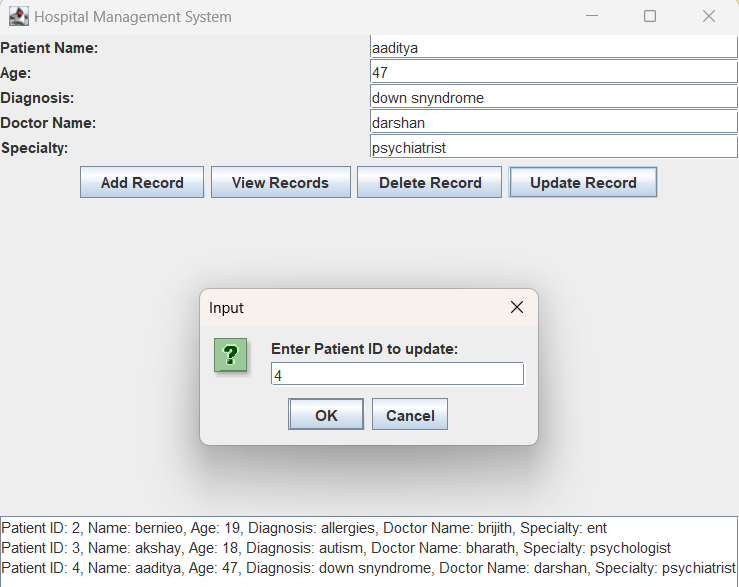 Hospital Management System
Patient Name: aaditya
Age: 47
Diagnosis: down snyndrome
Doctor Name: darshan
Specialty: psychiatrist
Add Record View Records Delete Record Update Record
Input
?
Enter Patient ID to update:
4
OK Cancel
Patient ID: 2, Name: bernieo, Age: 19, Diagnosis: allergies, Doctor Name: brijith, Specialty: ent
Patient ID: 3, Name: akshay, Age: 18, Diagnosis: autism, Doctor Name: bharath, Specialty: psychologist
Patient ID: 4, Name: aaditya, Age: 47, Diagnosis: down snyndrome, Doctor Name: darshan, Specialty: psychiatrist